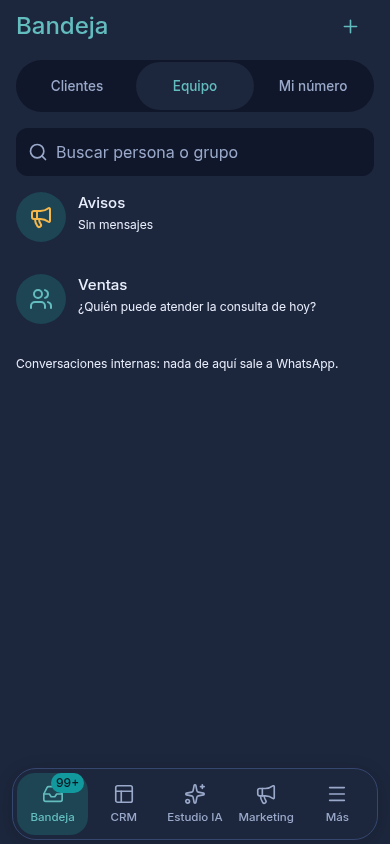 Bandeja
Clientes
Equipo
Mi número
Buscar persona o grupo
Avisos
Sin mensajes
Ventas
¿Quién puede atender la consulta de hoy?
Conversaciones internas: nada de aquí sale a WhatsApp.
99+
Bandeja
CRM
Estudio IA
Marketing
Más